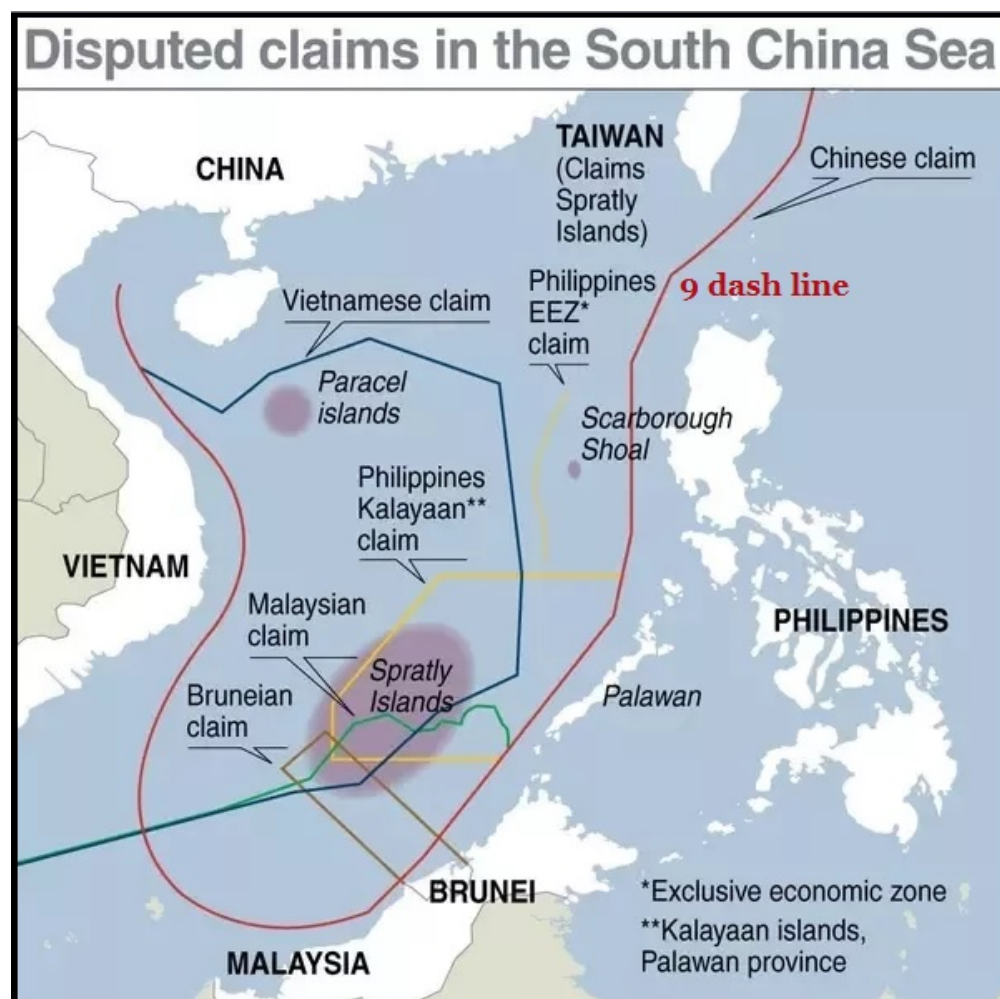 Disputed claims in the South China Sea
CHINA
TAIWAN
(Claims
Spratly
Islands)
Chinese claim
9 dash line
Philippines
EEZ*
claim
Vietnamese claim
Paracel
islands
Scarborough
Shoal
Philippines
Kalayaan**
claim
VIETNAM
Malaysian
claim
PHILIPPINES
Spratly
Islands
Bruneian
claim
Palawan
BRUNEI
*Exclusive economic zone
**Kalayaan islands,
Palawan province
MALAYSIA